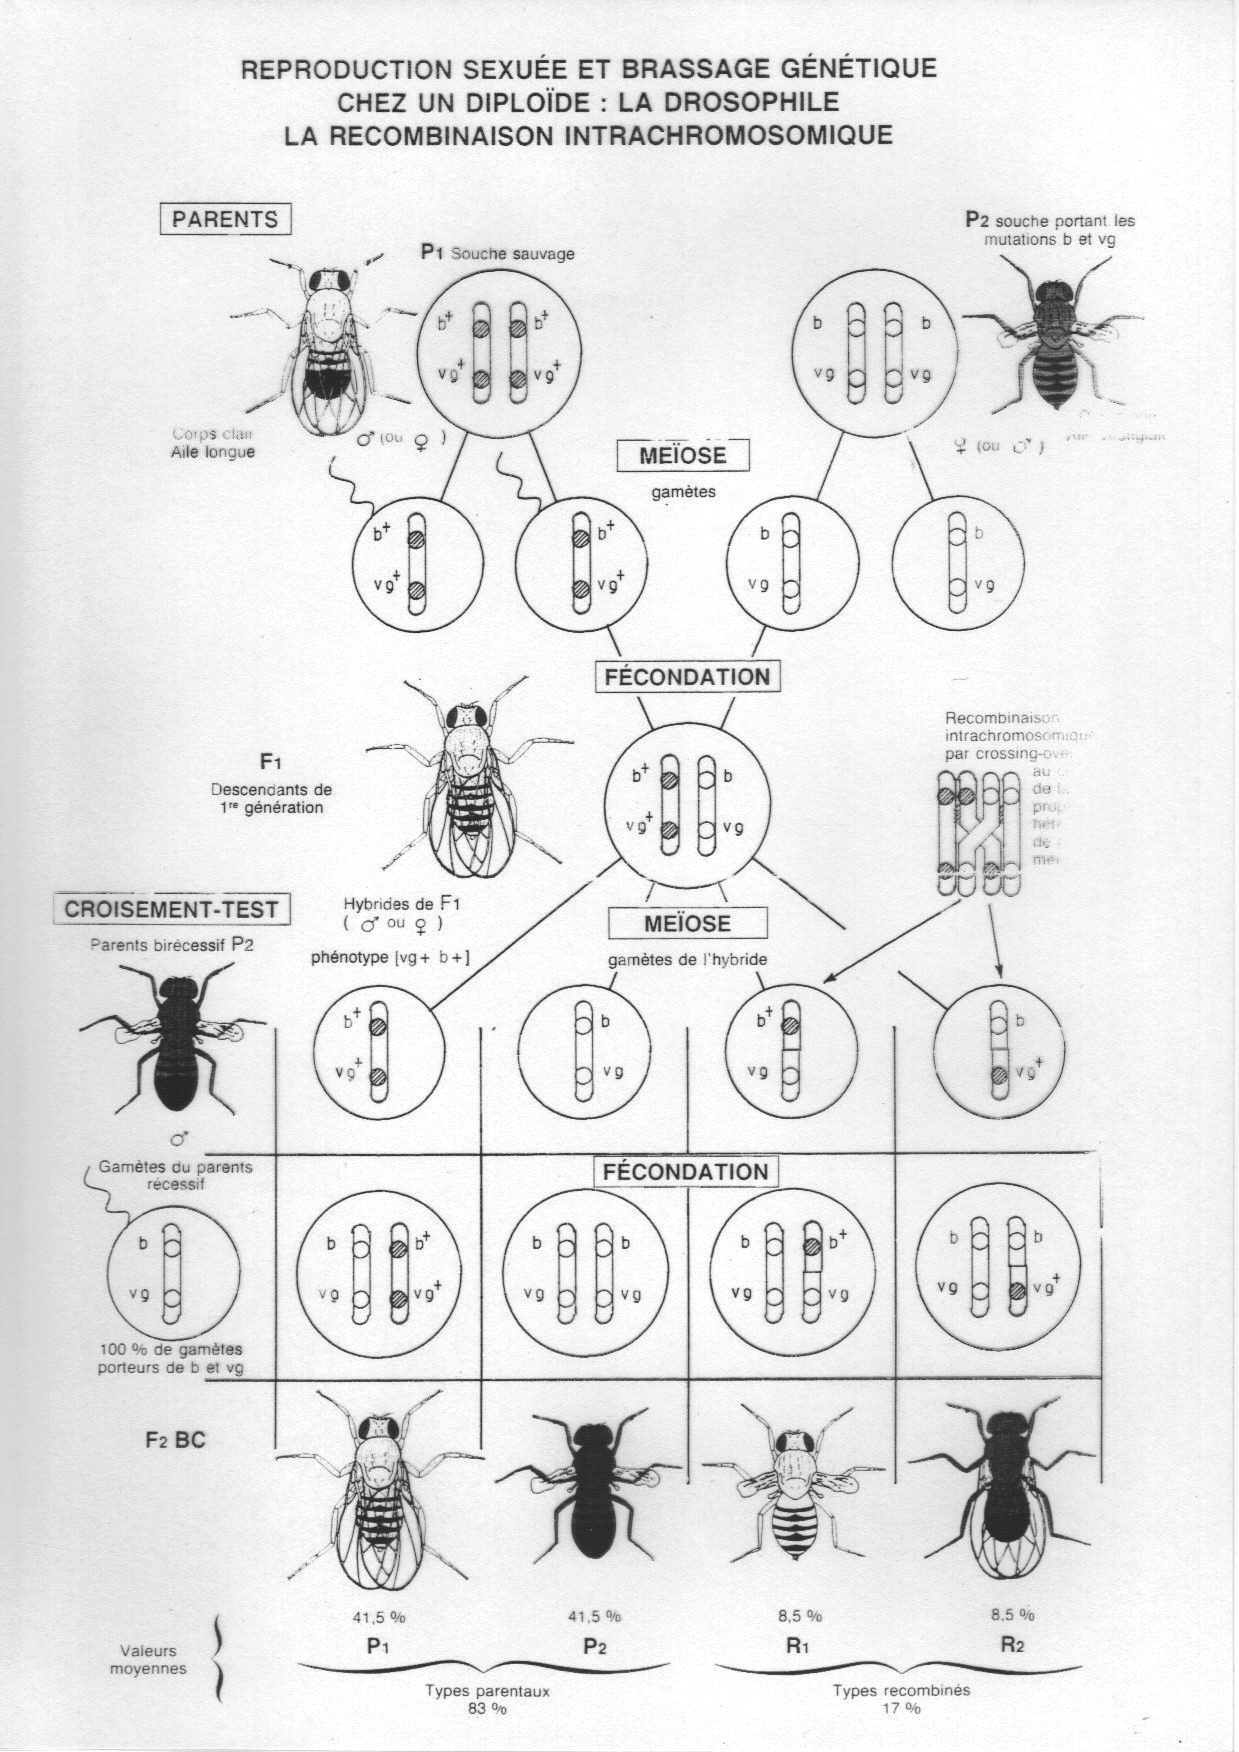 REPRODUCTION SEXUÉE ET BRASSAGE GÉNÉTIQUE
CHEZ UN DIPLOÏDE : LA DROSOPHILE
LA RECOMBINAISON INTRACHROMOSOMIQUE
PARENTS
P1 Souche sauvage
P2 souche portant les
mutations b et vg
b+ b+
vg+ vg+
b b
vg vg
Corps clair
Aile longue
♂ (ou ♀ )
♀ (ou ♂ )
MEÏOSE
gamètes
b+
vg+
b+
vg+
b
vg
b
vg
FÉCONDATION
F1
Descendants de
1re génération
b+ b
vg+ vg
Recombinaison
intrachromosomique
par crossing-over
au
de
CROISEMENT-TEST
Parents birécessif P2
Hybrides de F1
( ♂ ou ♀ )
phénotype [vg+ b+]
MEÏOSE
gamètes de l'hybride
b+
vg+
b
vg
b+
vg
b
vg+
♂
Gamètes du parents
récessif
b
vg
100 % de gamètes
porteurs de b et vg
FÉCONDATION
b b+
vg vg+
b b
vg vg
b b+
vg vg
b b
vg vg+
F2 BC
Valeurs
moyennes
41,5 % 41,5 % 8,5 % 8,5 %
P1 P2 R1 R2
Types parentaux
83 %
Types recombinés
17 %